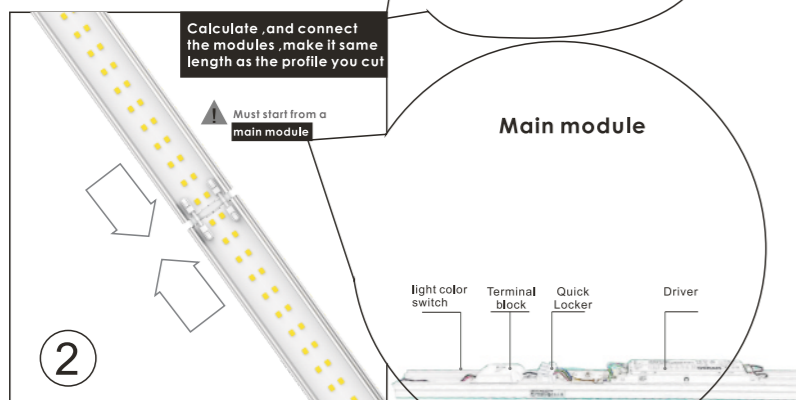 Calculate ,and connect
the modules ,make it same
length as the profile you cut
Must start from a
main module
Main module
light color
switch
Terminal
block
Quick
Locker
Driver
2